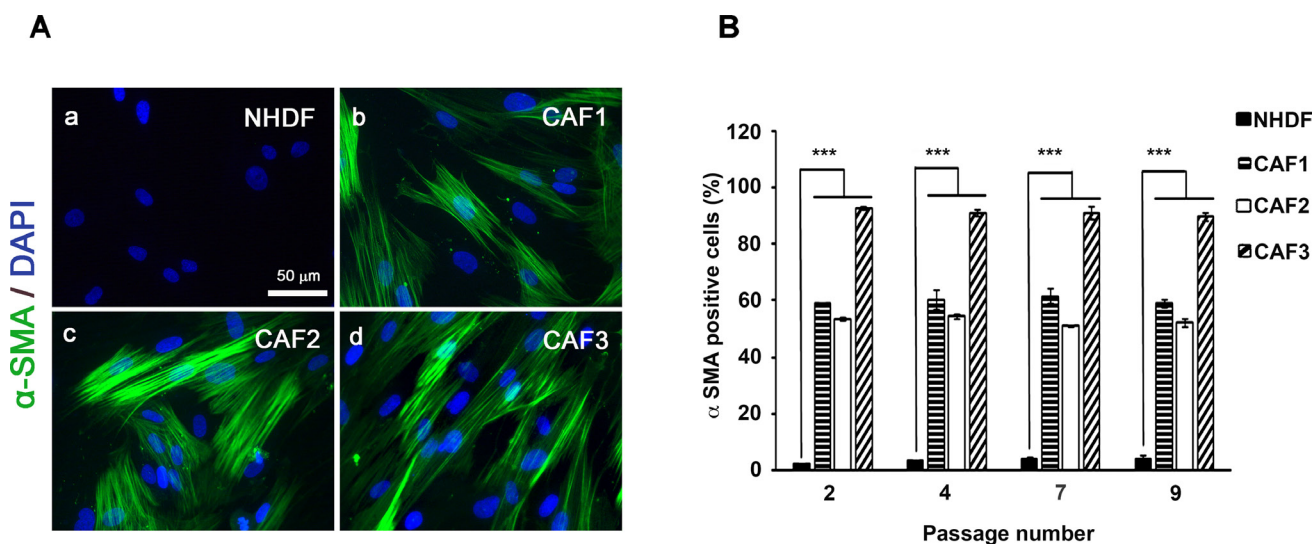 A
α-SMA / DAPI
a
NHDF
50 μm
b
CAF1
c
CAF2
d
CAF3
B
α SMA positive cells (%)
120
100
80
60
40
20
0
***
***
***
***
2
4
7
9
Passage number
NHDF
CAF1
CAF2
CAF3